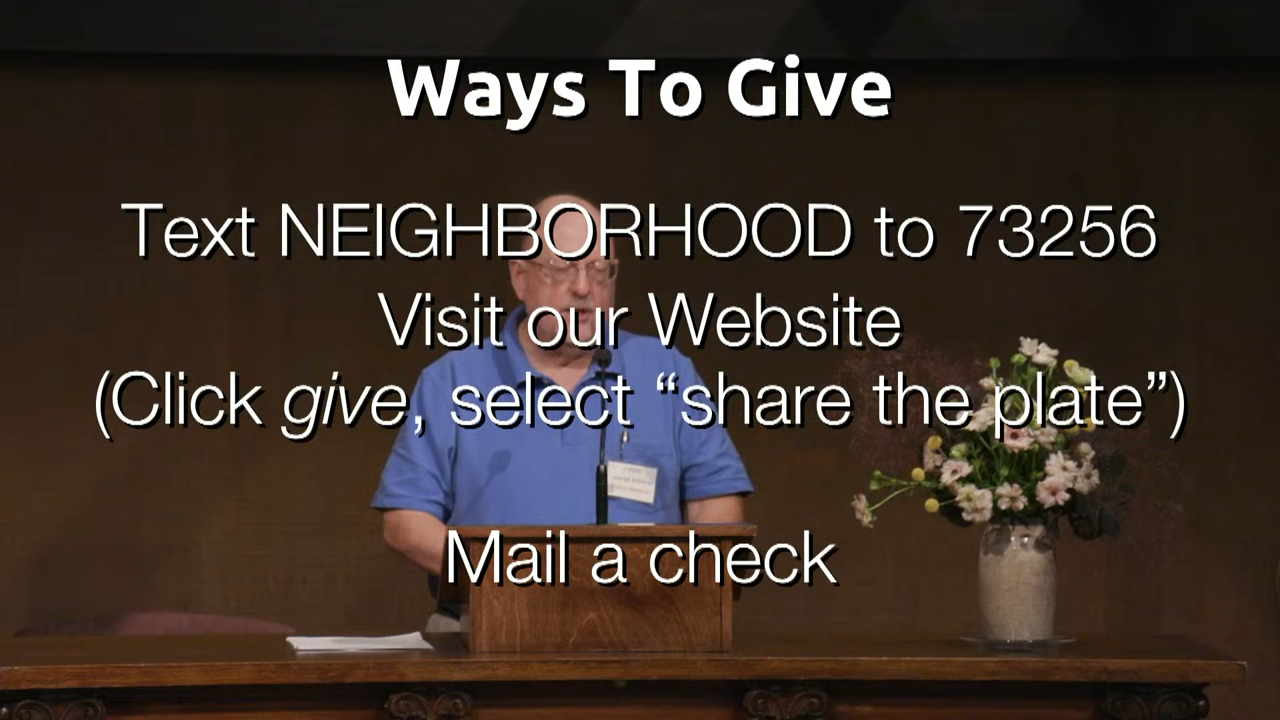 Ways To Give
Text NEIGHBORHOOD to 73256
Visit our Website
(Click give, select “share the plate”)
Mail a check